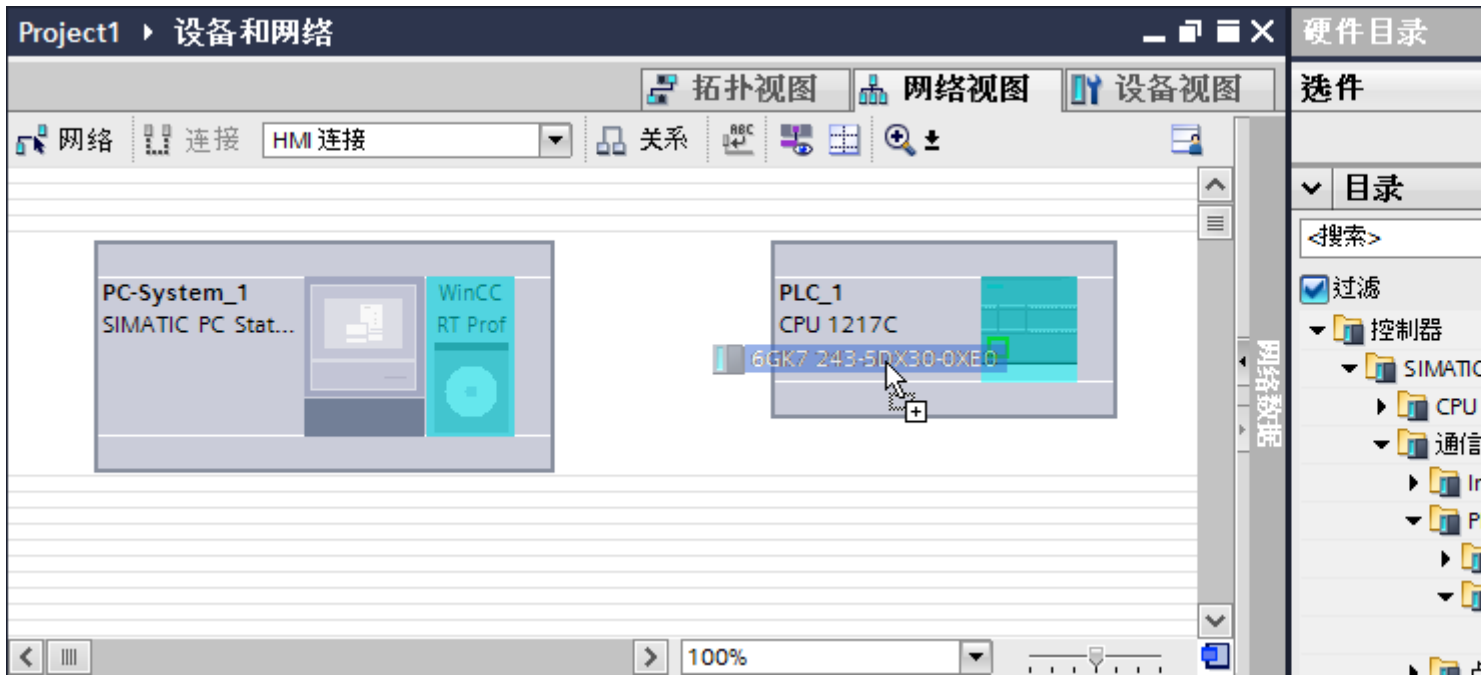 Project1 ▸ 设备和网络
硬件目录
拓扑视图 网络视图 设备视图
选件
网络 连接 HMI 连接 关系
目录
<搜索>
过滤
控制器
SIMATIC
CPU
通信
PC-System_1
SIMATIC PC Stat...
WinCC
RT Prof
PLC_1
CPU 1217C
6GK7 243-5DX30-0XE0
网络数据
100%